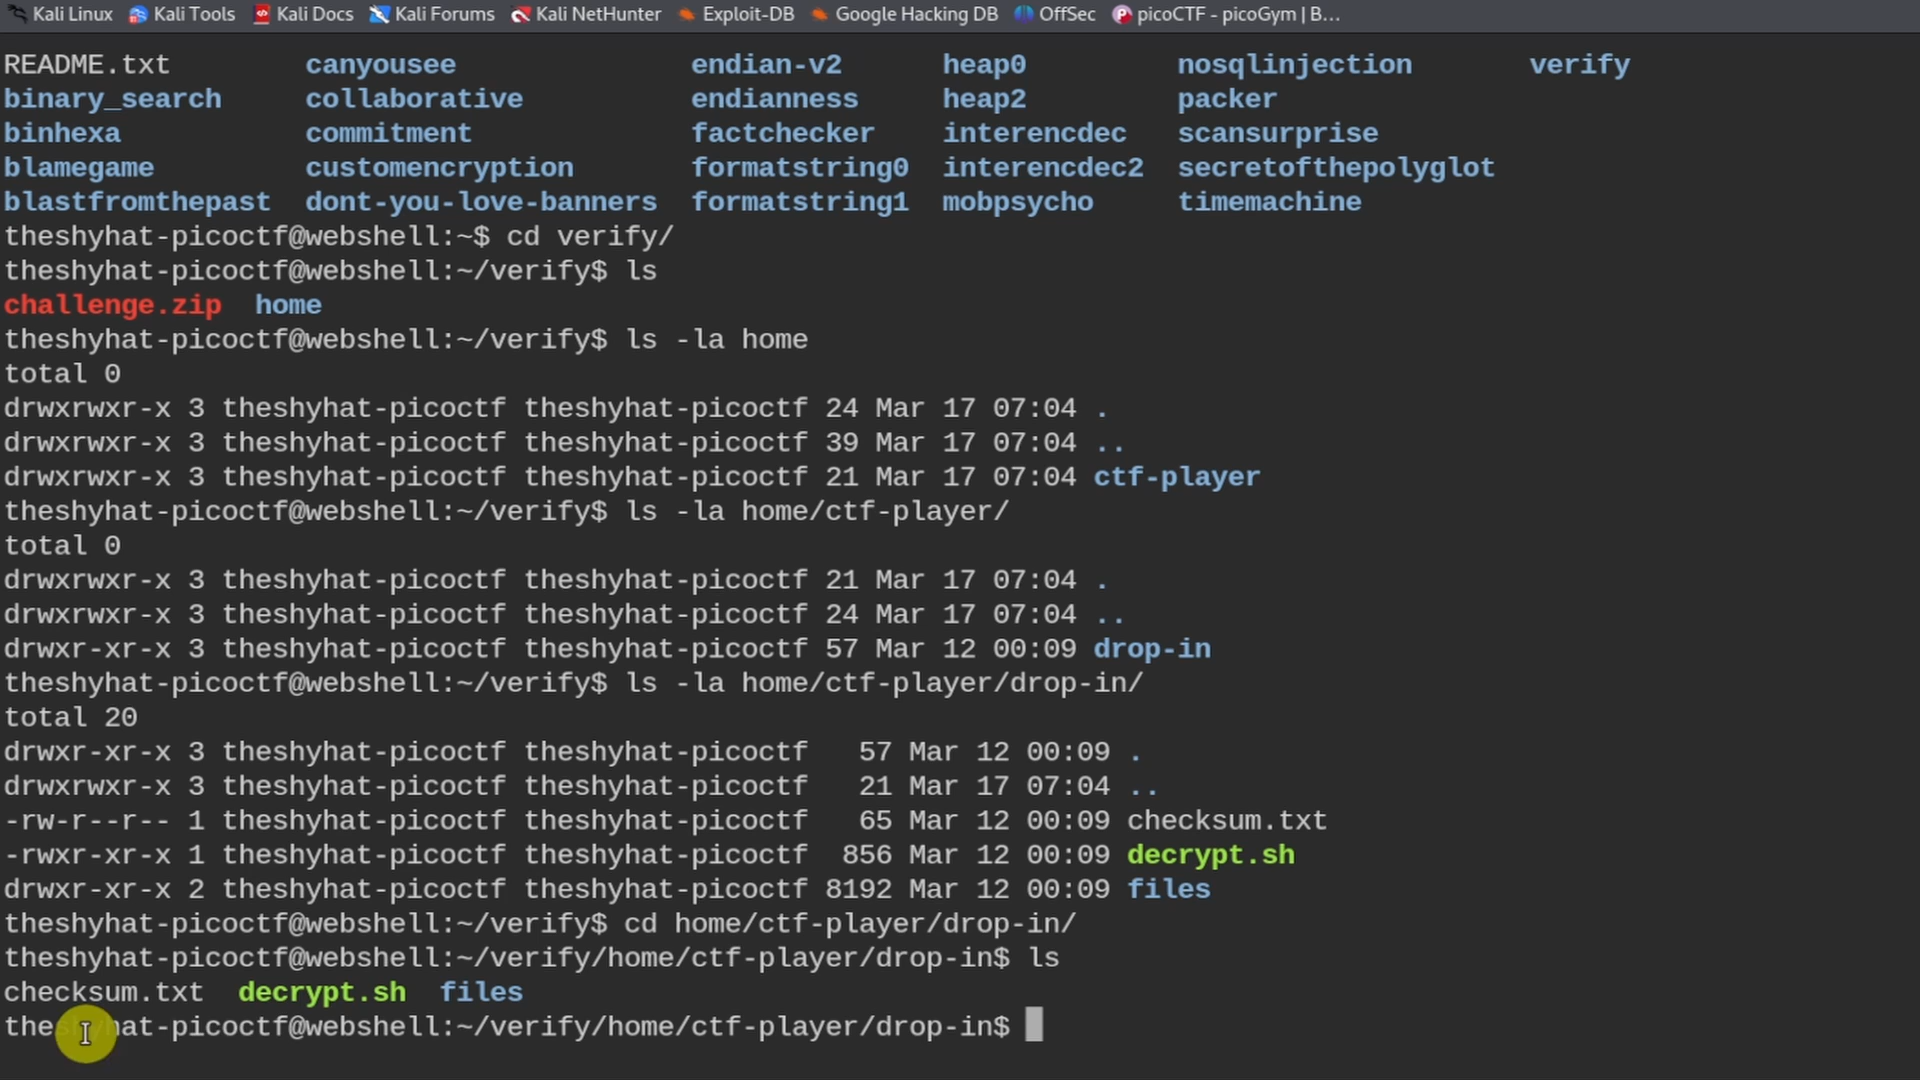 Kali Linux Kali Tools Kali Docs Kali Forums Kali NetHunter Exploit-DB Google Hacking DB OffSec picoCTF - picoGym | B...
README.txt canyousee endian-v2 heap0 nosqlinjection verify
binary_search collaborative endianness heap2 packer
binhexa commitment factchecker interencdec scansurprise
blamegame customencryption formatstring0 interencdec2 secretofthepolyglot
blastfromthepast dont-you-love-banners formatstring1 mobpsycho timemachine
theshyhat-picoctf@webshell:~$ cd verify/
theshyhat-picoctf@webshell:~/verify$ ls
challenge.zip home
theshyhat-picoctf@webshell:~/verify$ ls -la home
total 0
drwxrwxr-x 3 theshyhat-picoctf theshyhat-picoctf 24 Mar 17 07:04 .
drwxrwxr-x 3 theshyhat-picoctf theshyhat-picoctf 39 Mar 17 07:04 ..
drwxrwxr-x 3 theshyhat-picoctf theshyhat-picoctf 21 Mar 17 07:04 ctf-player
theshyhat-picoctf@webshell:~/verify$ ls -la home/ctf-player/
total 0
drwxrwxr-x 3 theshyhat-picoctf theshyhat-picoctf 21 Mar 17 07:04 .
drwxrwxr-x 3 theshyhat-picoctf theshyhat-picoctf 24 Mar 17 07:04 ..
drwxr-xr-x 3 theshyhat-picoctf theshyhat-picoctf 57 Mar 12 00:09 drop-in
theshyhat-picoctf@webshell:~/verify$ ls -la home/ctf-player/drop-in/
total 20
drwxr-xr-x 3 theshyhat-picoctf theshyhat-picoctf 57 Mar 12 00:09 .
drwxrwxr-x 3 theshyhat-picoctf theshyhat-picoctf 21 Mar 17 07:04 ..
-rw-r--r-- 1 theshyhat-picoctf theshyhat-picoctf 65 Mar 12 00:09 checksum.txt
-rwxr-xr-x 1 theshyhat-picoctf theshyhat-picoctf 856 Mar 12 00:09 decrypt.sh
drwxr-xr-x 2 theshyhat-picoctf theshyhat-picoctf 8192 Mar 12 00:09 files
theshyhat-picoctf@webshell:~/verify$ cd home/ctf-player/drop-in/
theshyhat-picoctf@webshell:~/verify/home/ctf-player/drop-in$ ls
checksum.txt decrypt.sh files
theshyhat-picoctf@webshell:~/verify/home/ctf-player/drop-in$